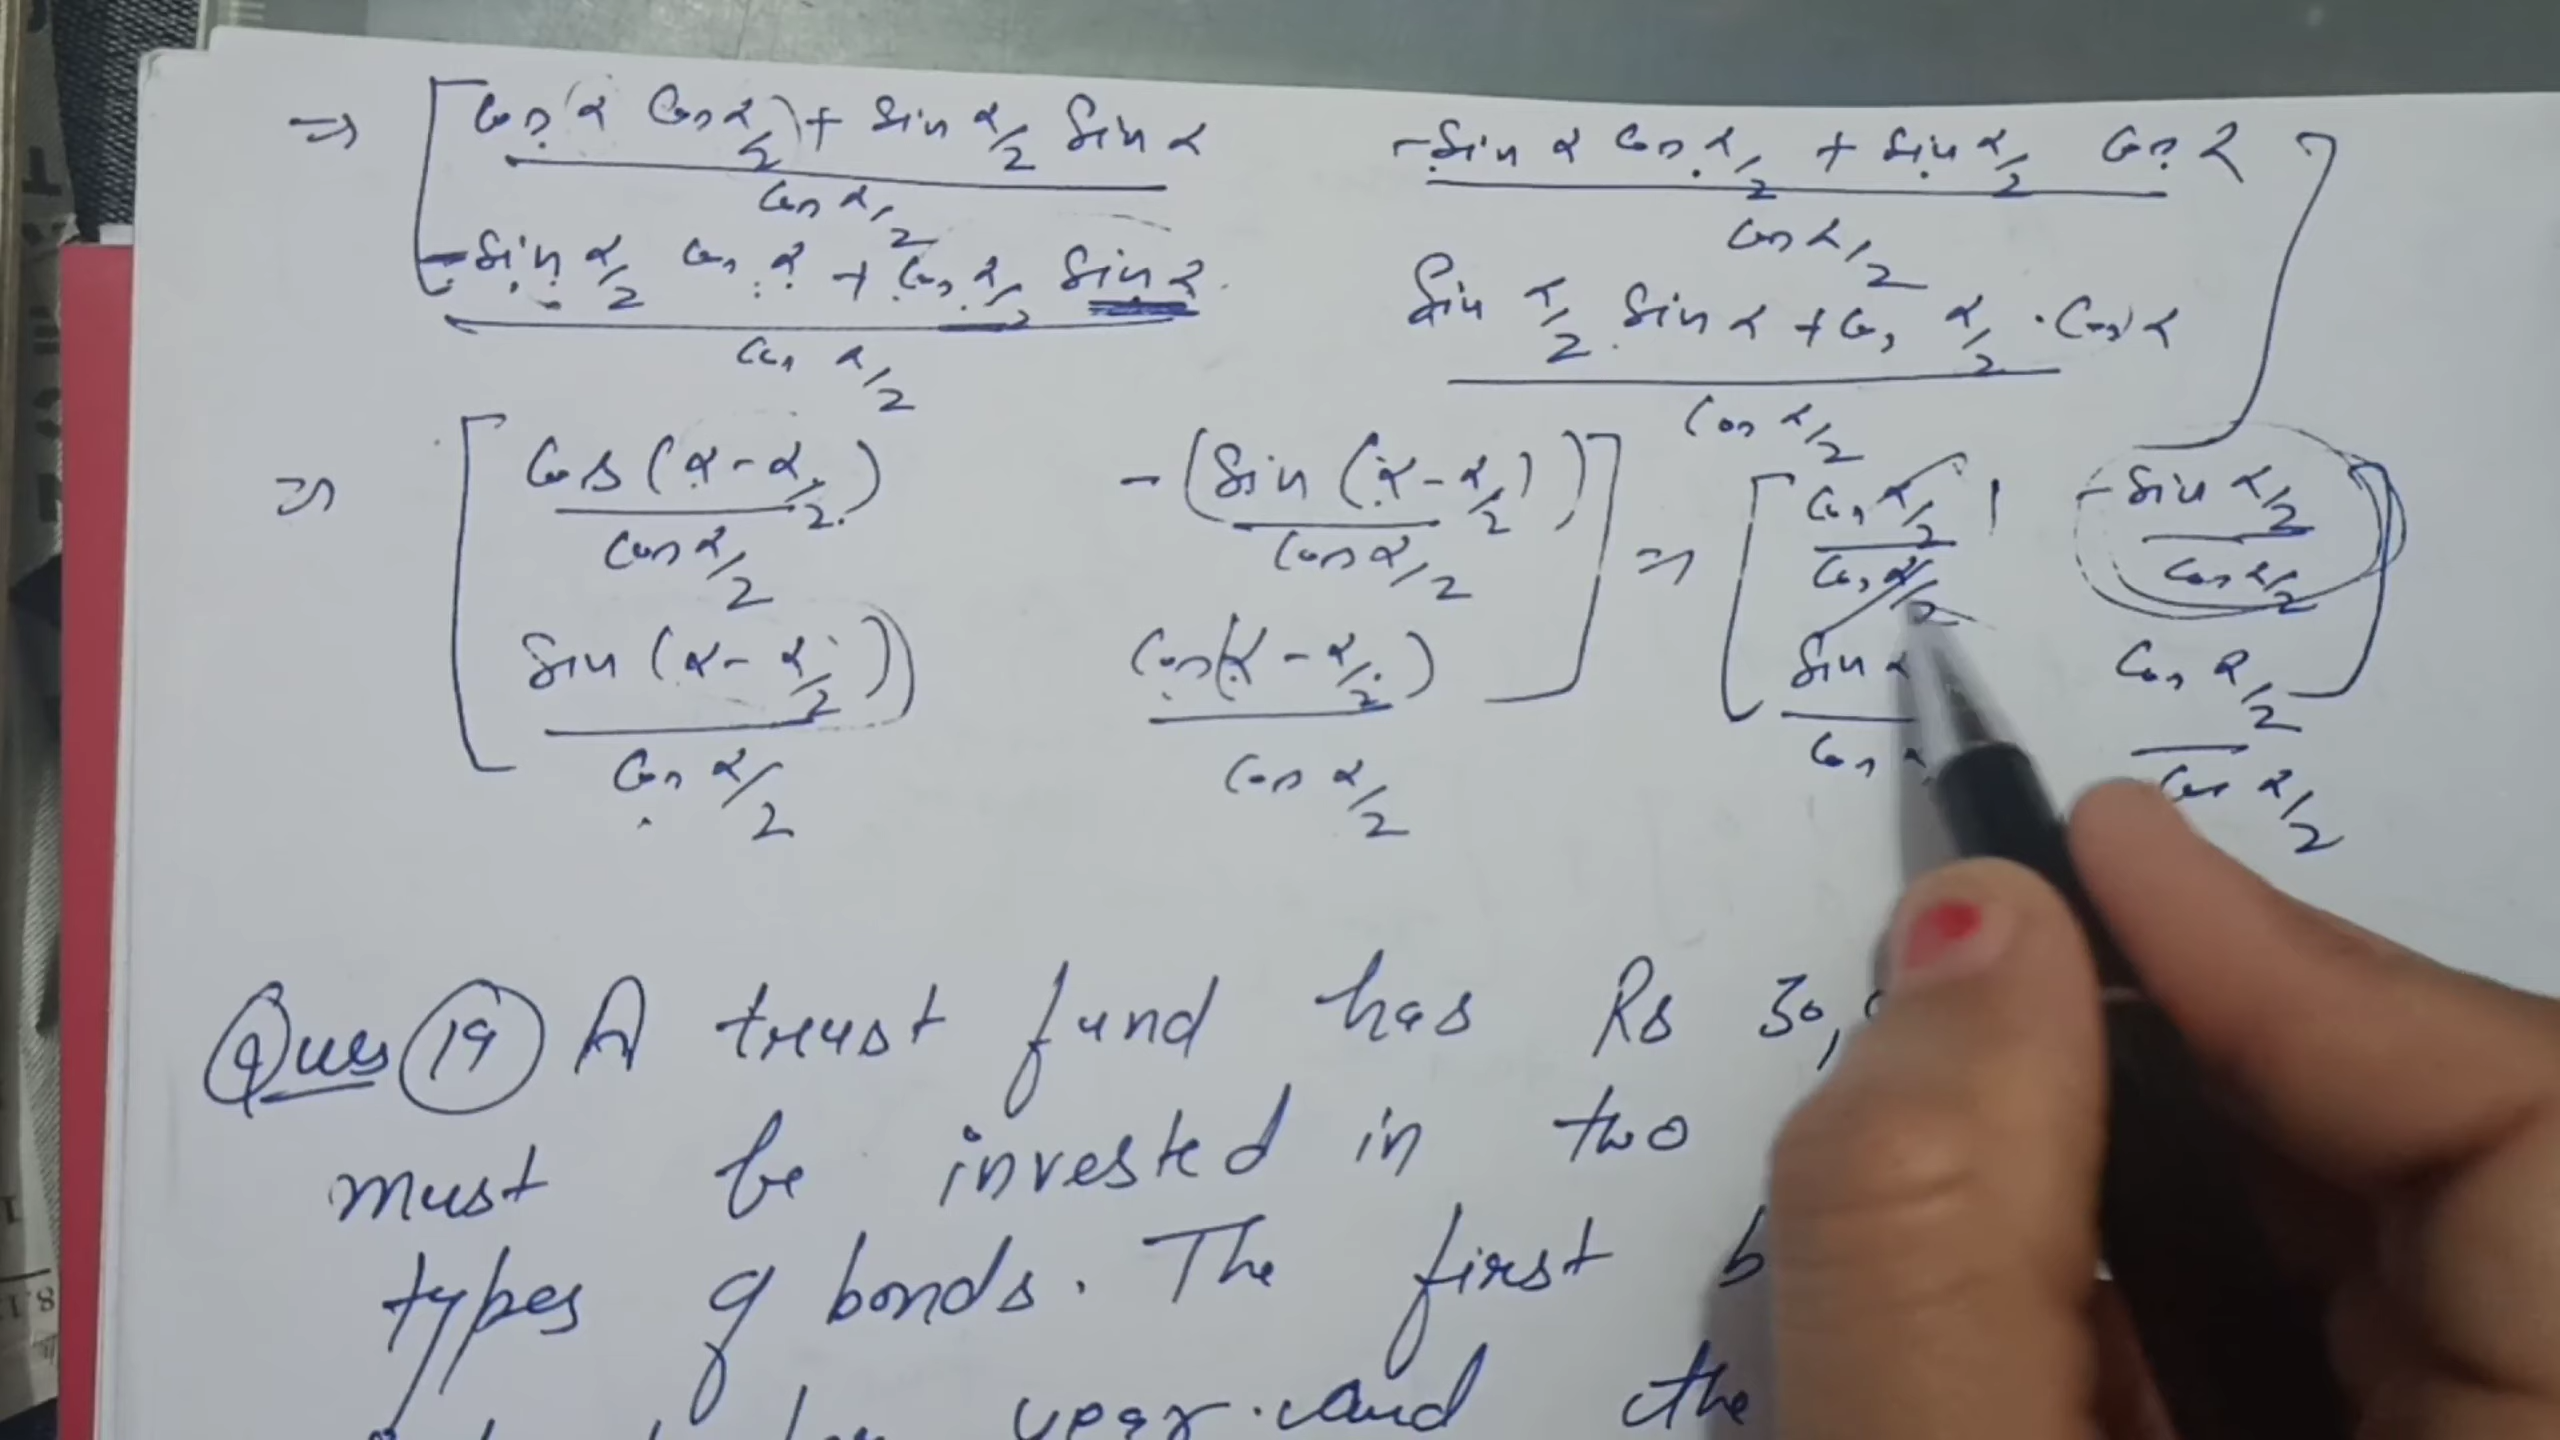 ⇒ [ Cos α Cos α/2 + Sin α/2 Sin α / Cos α/2   -Sin α Cos α/2 + Sin α/2 Cos α / Cos α/2
-Sin α/2 Cos α + Cos α/2 Sin α / Cos α/2   Sin α/2 Sin α + Cos α/2 · Cos α / Cos α/2 ]
⇒ [ Cos (α - α/2) / Cos α/2   - (Sin (α - α/2)) / Cos α/2 ] ⇒ [ Cos α/2 / Cos α/2 1   -Sin α/2 / Cos α/2
Sin (α - α/2) / Cos α/2   Cos (α - α/2) / Cos α/2   Sin α / Cos   Cos α/2 / Cos α/2 ]
Ques 19 A trust fund has Rs 30,
must be invested in two
types of bonds. The first b
year. and the